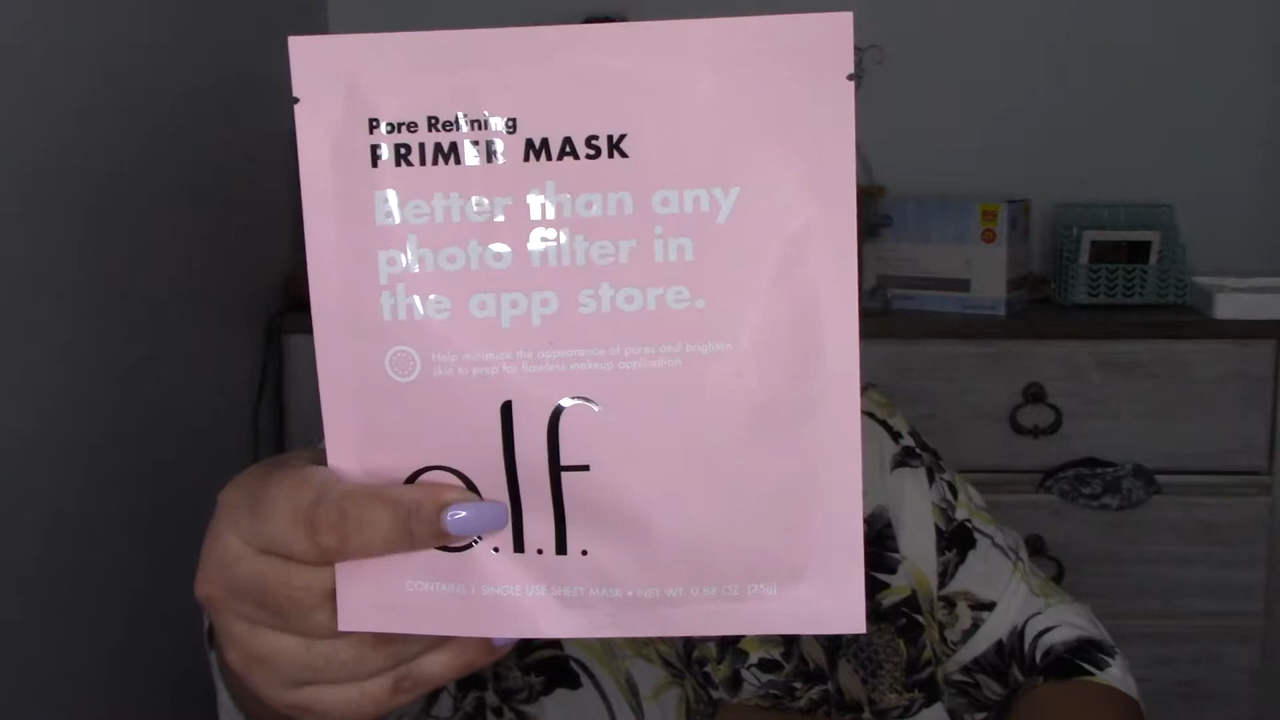 Pore Refining
PRIMER MASK
Better than any
photo filter in
the app store.
Help minimize the appearance of pores and brighten
skin to prep for flawless makeup application
e.l.f.
CONTAINS 1 SINGLE USE SHEET MASK • NET WT. 0.88 OZ. (25g)